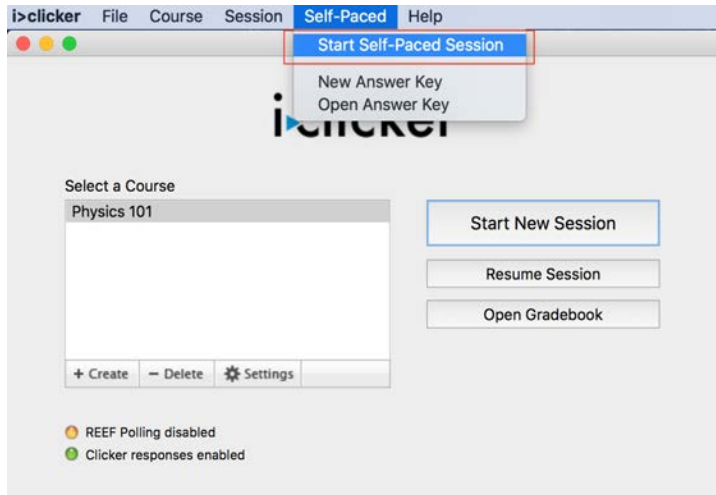 i>clicker File Course Session Self-Paced Help
Start Self-Paced Session
New Answer Key
Open Answer Key
i>clicker
Select a Course
Physics 101
Start New Session
Resume Session
Open Gradebook
+ Create − Delete Settings
REEF Polling disabled
Clicker responses enabled